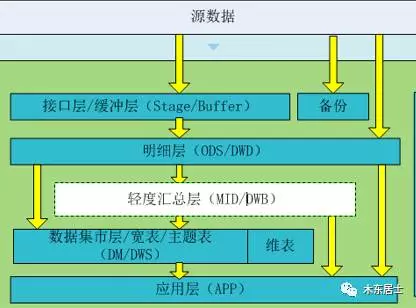 源数据
接口层/缓冲层（Stage/Buffer）
备份
明细层（ODS/DWD）
轻度汇总层（MID/DWB）
数据集市层/宽表/主题表
（DM/DWS）
维表
应用层（APP）
木东居士